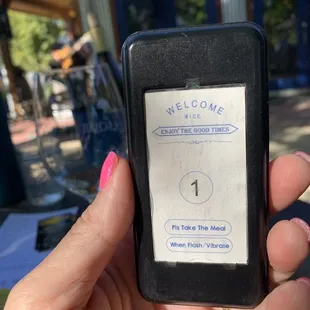 WELCOME
NICE
ENJOY THE GOOD TIMES
1
Pls Take The Meal
When Flash/Vibrate